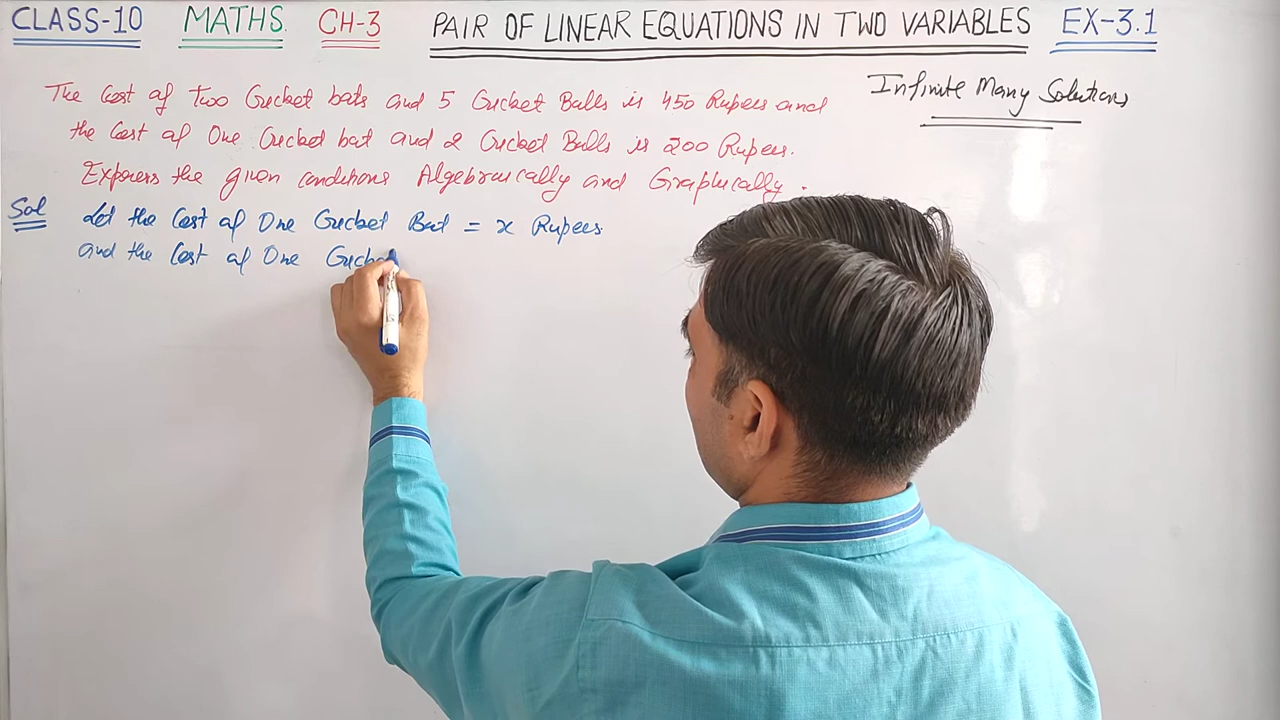 CLASS-10 MATHS CH-3 PAIR OF LINEAR EQUATIONS IN TWO VARIABLES EX-3.1
Infinite Many Solutions
The Cost of Two Cricket bats and 5 Cricket Balls is 450 Rupees and
the Cost of One Cricket bat and 2 Cricket Balls is 200 Rupees.
Express the given conditions Algebraically and Graphically.
Sol Let the Cost of One Cricket Bat = x Rupees
and the Cost of One Cricke